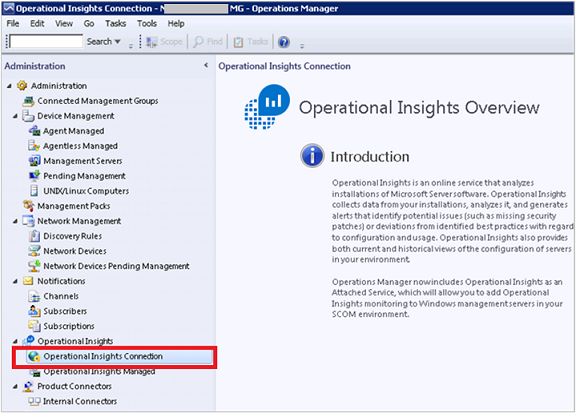 Operational Insights Connection - N MG - Operations Manager
File Edit View Go Tasks Tools Help
Search Scope Find Tasks
Administration
Administration
Connected Management Groups
Device Management
Agent Managed
Agentless Managed
Management Servers
Pending Management
UNIX/Linux Computers
Management Packs
Network Management
Discovery Rules
Network Devices
Network Devices Pending Management
Notifications
Channels
Subscribers
Subscriptions
Operational Insights
Operational Insights Connection
Operational Insights Managed
Product Connectors
Internal Connectors
Operational Insights Connection
Operational Insights Overview
Introduction
Operational Insights is an online service that analyzes
installations of Microsoft Server software. Operational Insights
collects data from your installations, analyzes it, and generates
alerts that identify potential issues (such as missing security
patches) or deviations from identified best practices with regard
to configuration and usage. Operational Insights also provides
both current and historical views of the configuration of servers
in your environment.
Operations Manager now includes Operational Insights as an
Attached Service, which will allow you to add Operational
Insights monitoring to Windows management servers in your
SCOM environment.